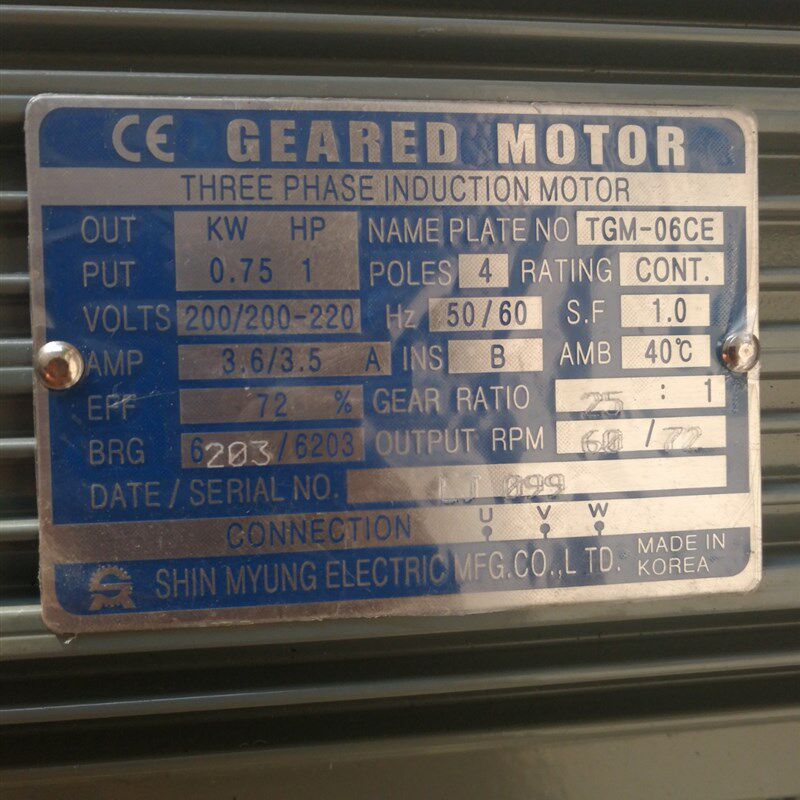 CE GEARED MOTOR
THREE PHASE INDUCTION MOTOR
OUT KW HP NAME PLATE NO TGM-06CE
PUT 0.75 1 POLES 4 RATING CONT.
VOLTS 200/200-220 Hz 50/60 S.F 1.0
AMP 3.6/3.5 A INS B AMB 40℃
EFF 72 % GEAR RATIO 25 : 1
BRG 6203/6203 OUTPUT RPM 60 / 72
DATE / SERIAL NO. LJ 099
CONNECTION U V W
SHIN MYUNG ELECTRIC MFG.CO.,LTD. MADE IN KOREA